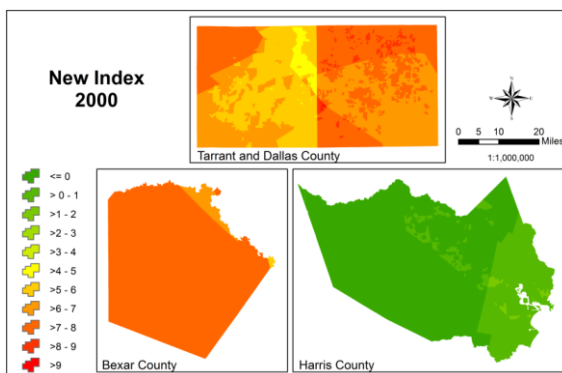 New Index
2000
Tarrant and Dallas County
N
W
E
S
0 5 10 20
Miles
1:1,000,000
<= 0
> 0 - 1
>1 - 2
>2 - 3
>3 - 4
>4 - 5
>5 - 6
>6 - 7
>7 - 8
>8 - 9
>9
Bexar County
Harris County